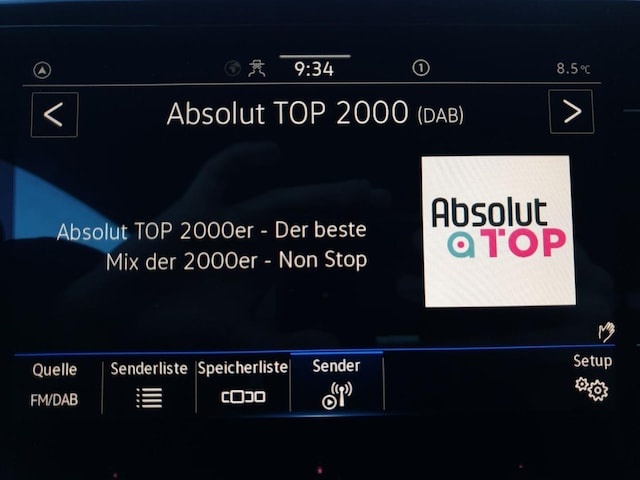 9:34
1
8.5°C
<
Absolut TOP 2000 (DAB)
>
Absolut TOP 2000er - Der beste
Mix der 2000er - Non Stop
Absolut
a TOP
Quelle
FM/DAB
Senderliste
Speicherliste
Sender
Setup